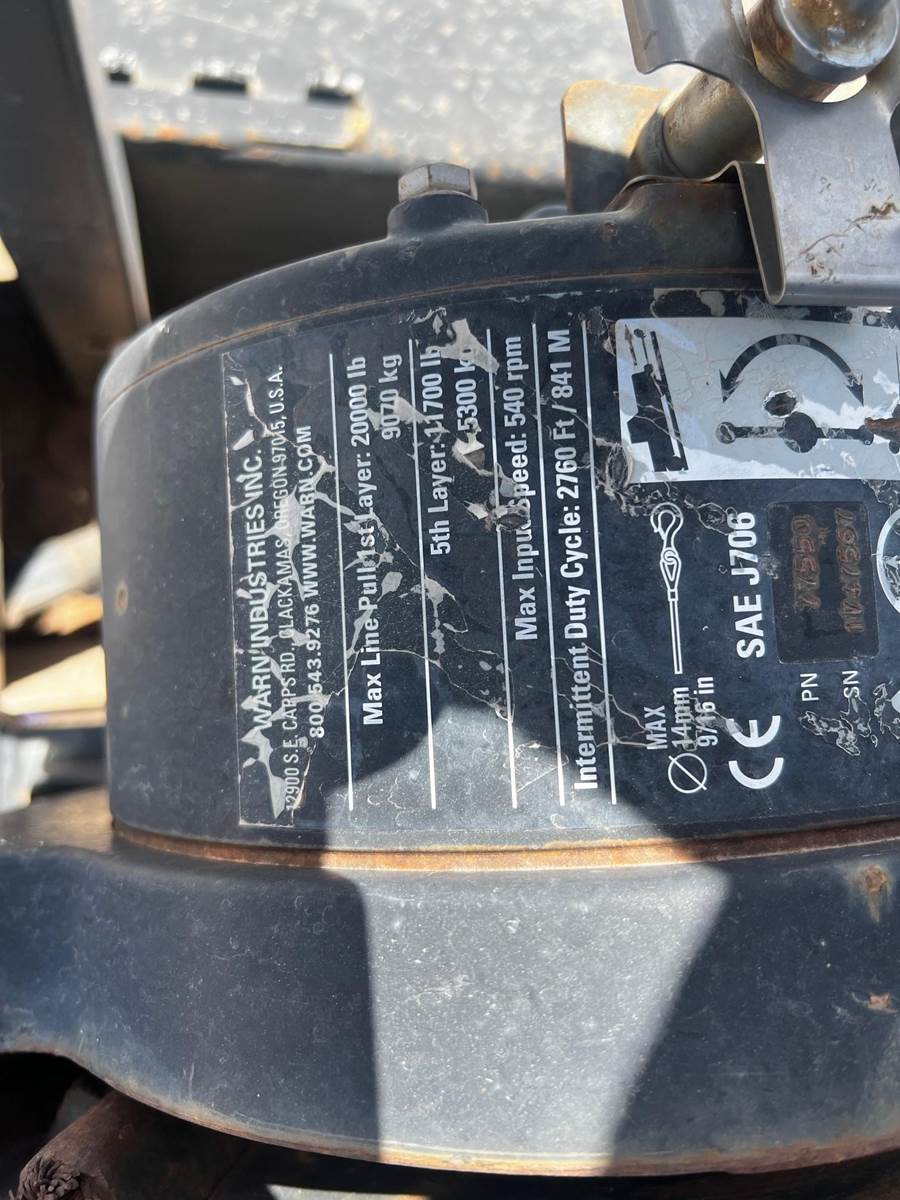 WARN INDUSTRIES INC.
12900 S.E. CAPPS RD, CLACKAMAS, OREGON 97015, U.S.A.
800.543.9276 WWW.WARN.COM
Max Line Pull: 1st Layer: 20000 lb
9070 kg
5th Layer: 11700 lb
5300 kg
Max Input Speed: 540 rpm
Intermittent Duty Cycle: 2760 Ft / 841 M
MAX
14mm
9/16 in
CE SAE J706
PN
SN